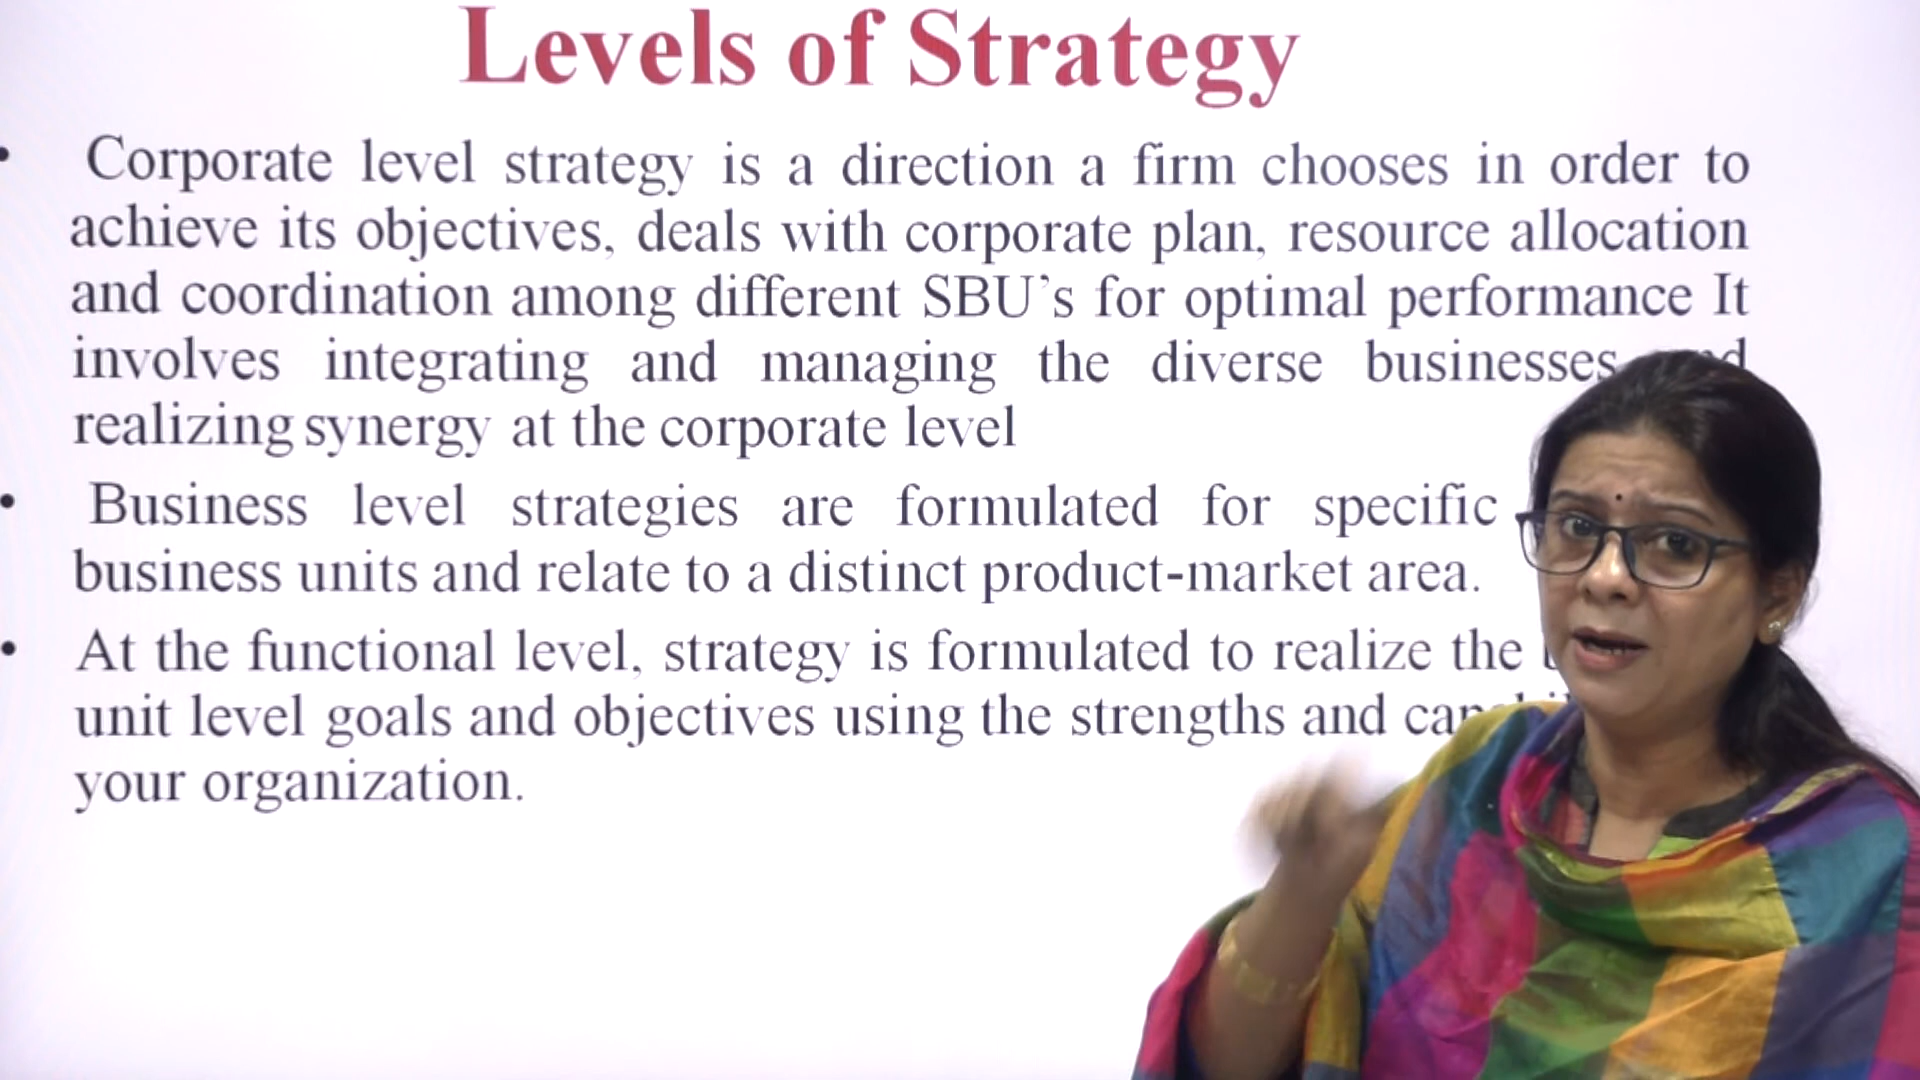 Levels of Strategy
• Corporate level strategy is a direction a firm chooses in order to
achieve its objectives, deals with corporate plan, resource allocation
and coordination among different SBU's for optimal performance It
involves integrating and managing the diverse businesses
realizing synergy at the corporate level
• Business level strategies are formulated for specific
business units and relate to a distinct product-market area.
• At the functional level, strategy is formulated to realize the
unit level goals and objectives using the strengths and
your organization.